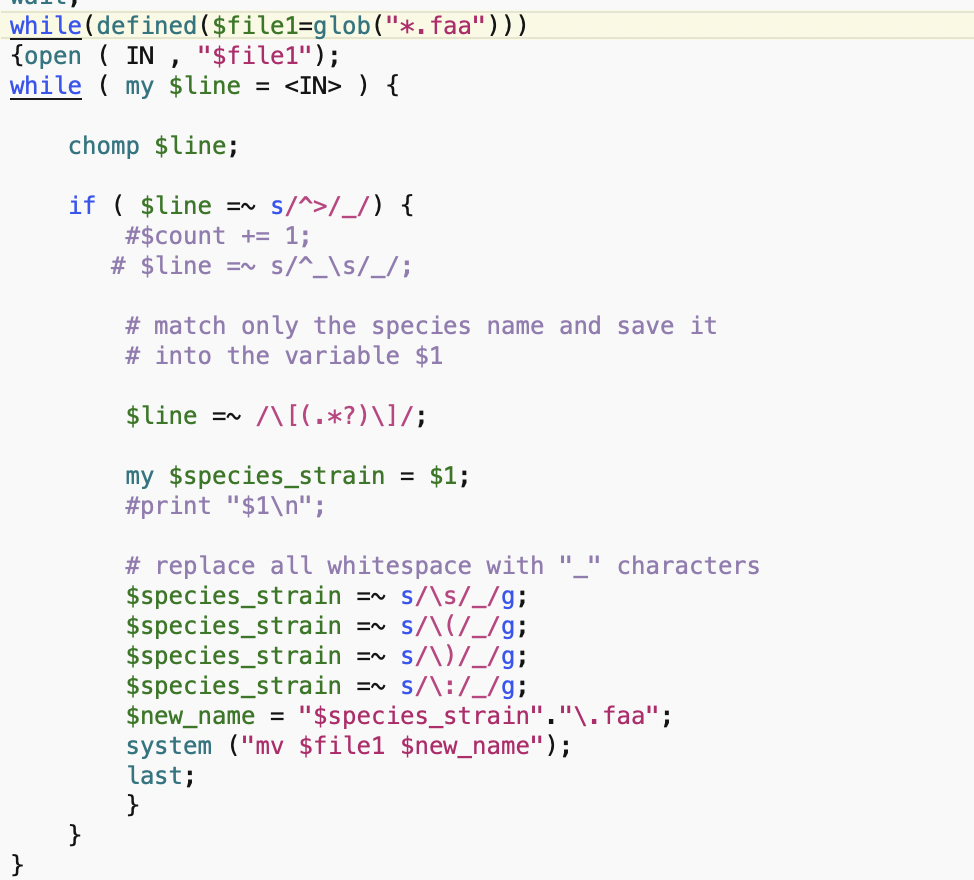 wait;
while(defined($file1=glob("*.faa")))
{open ( IN , "$file1");
while ( my $line = <IN> ) {
chomp $line;
if ( $line =~ s/^>/_/) {
#$count += 1;
# $line =~ s/^_\s/_/;
# match only the species name and save it
# into the variable $1
$line =~ /\[(.*?)\]/;
my $species_strain = $1;
#print "$1\n";
# replace all whitespace with "_" characters
$species_strain =~ s/\s/_/g;
$species_strain =~ s/\(/_/g;
$species_strain =~ s/\)/_/g;
$species_strain =~ s/\:/_/g;
$new_name = "$species_strain"."\.faa";
system ("mv $file1 $new_name");
last;
}
}
}